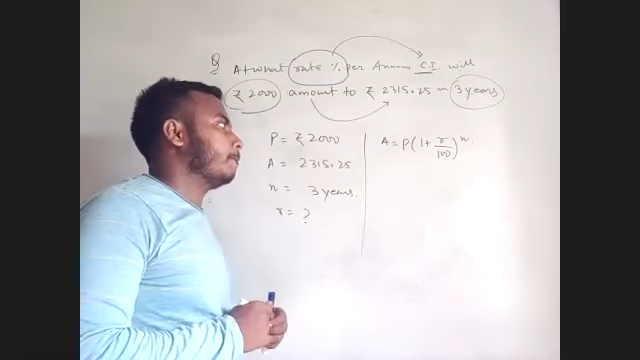 Q At what rate % per Annum C.I will
₹ 2000 amount to ₹ 2315.25 in 3 years
P = ₹ 2000
A = 2315.25
n = 3 years.
r = ?
A = P(1 + r/100)^n